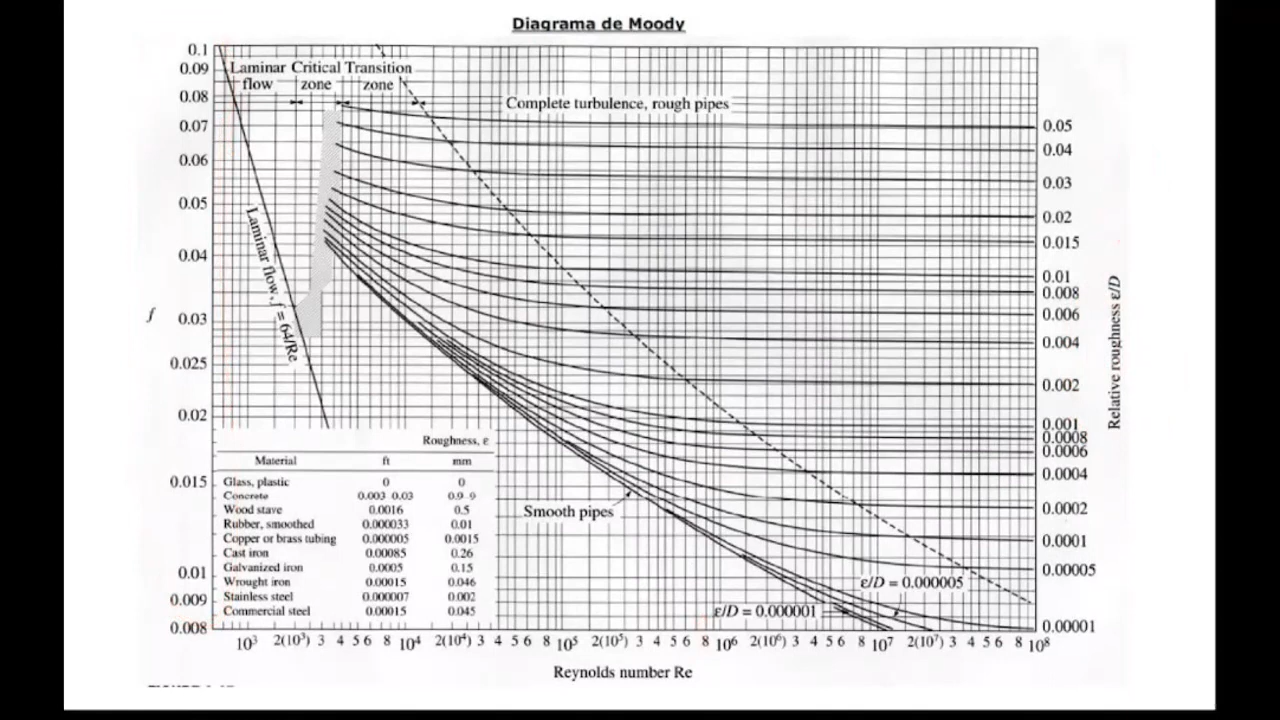 Diagrama de Moody
0.1
0.09
0.08
0.07
0.06
0.05
0.04
f 0.03
0.025
0.02
0.015
0.01
0.009
0.008
Laminar Critical Transition
flow zone zone
Complete turbulence, rough pipes
Laminar flow, f = 64/Re
0.05
0.04
0.03
0.02
0.015
0.01
0.008
0.006
0.004
0.002
0.001
0.0008
0.0006
0.0004
0.0002
0.0001
0.00005
0.00001
Relative roughness ε/D
Roughness, ε
Material ft mm
Glass, plastic 0 0
Concrete 0.003 0.03 0.9 9
Wood stave 0.0016 0.5
Rubber, smoothed 0.000033 0.01
Copper or brass tubing 0.000005 0.0015
Cast iron 0.00085 0.26
Galvanized iron 0.0005 0.15
Wrought iron 0.00015 0.046
Stainless steel 0.000007 0.002
Commercial steel 0.00015 0.045
Smooth pipes
ε/D = 0.000005
ε/D = 0.000001
10³ 2(10³) 3 4 5 6 8 10⁴ 2(10⁴) 3 4 5 6 8 10⁵ 2(10⁵) 3 4 5 6 8 10⁶ 2(10⁶) 3 4 5 6 8 10⁷ 2(10⁷) 3 4 5 6 8 10⁸
Reynolds number Re